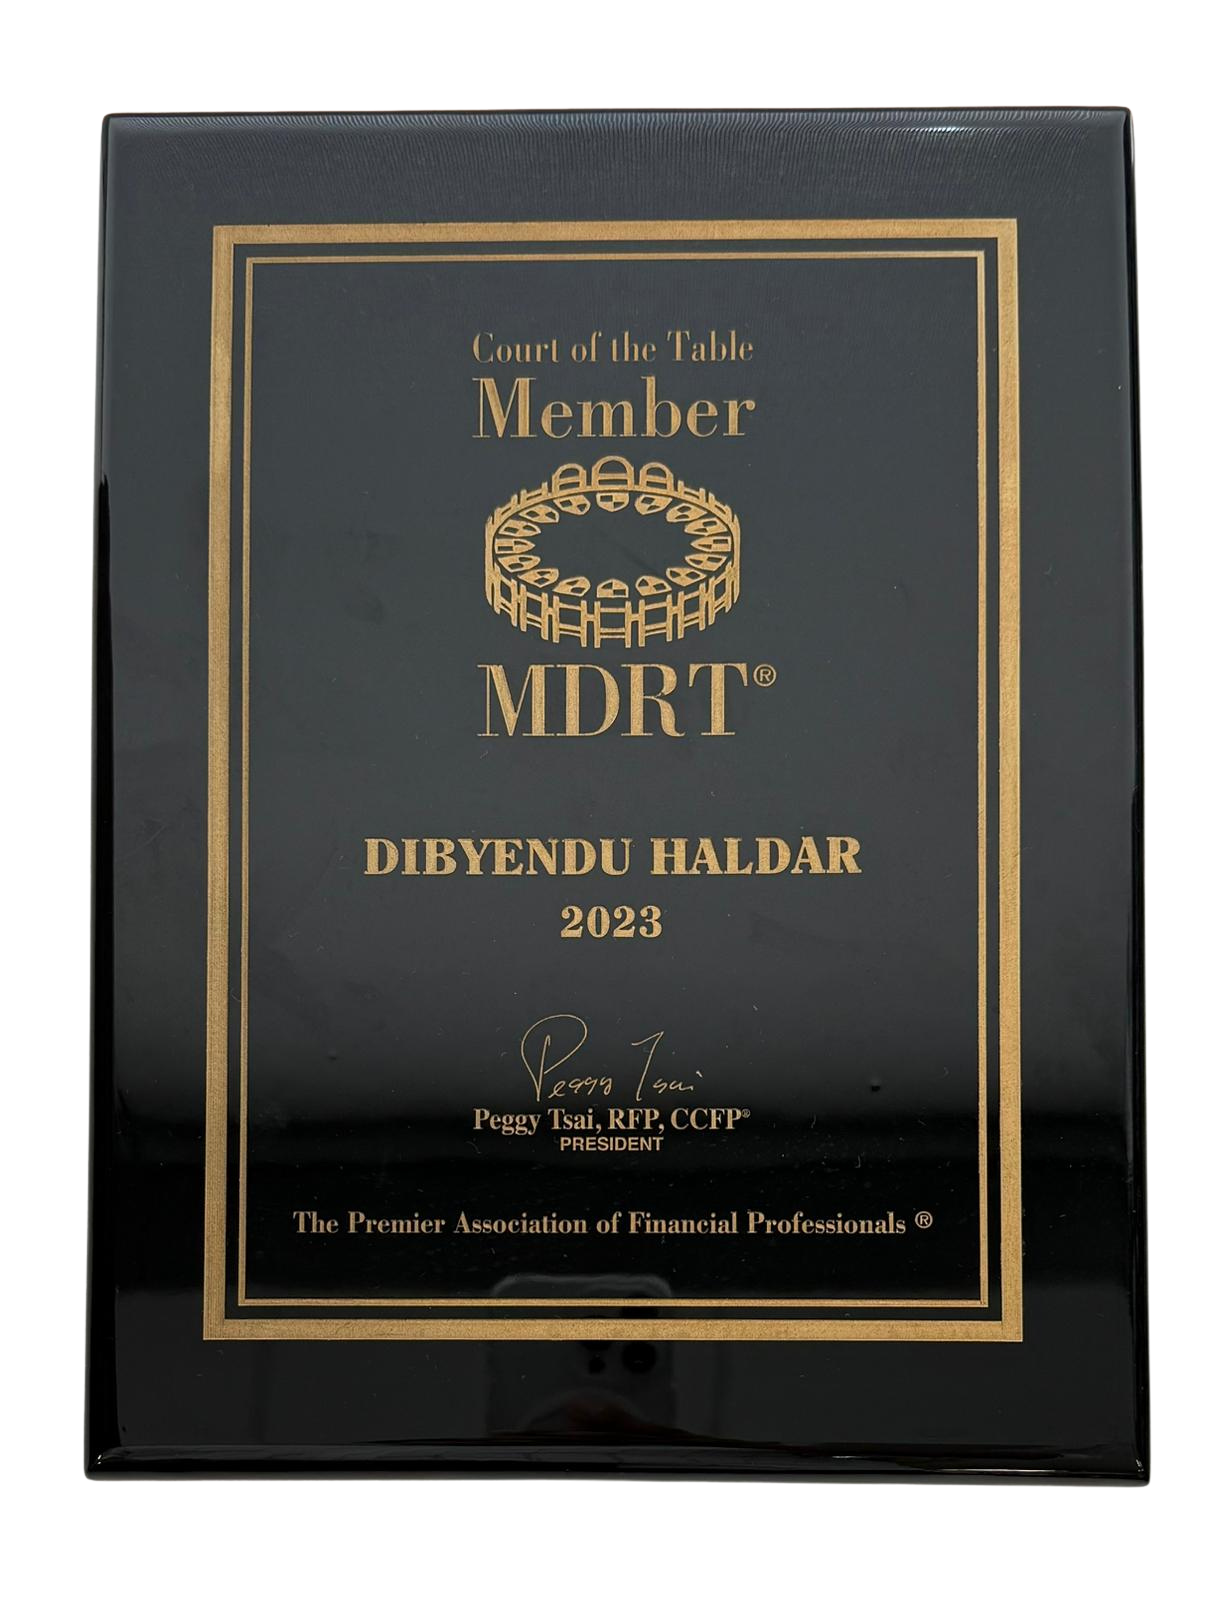 Court of the Table
Member
MDRT®
DIBYENDU HALDAR
2023
Peggy Tsai
Peggy Tsai, RFP, CCFP®
PRESIDENT
The Premier Association of Financial Professionals ®